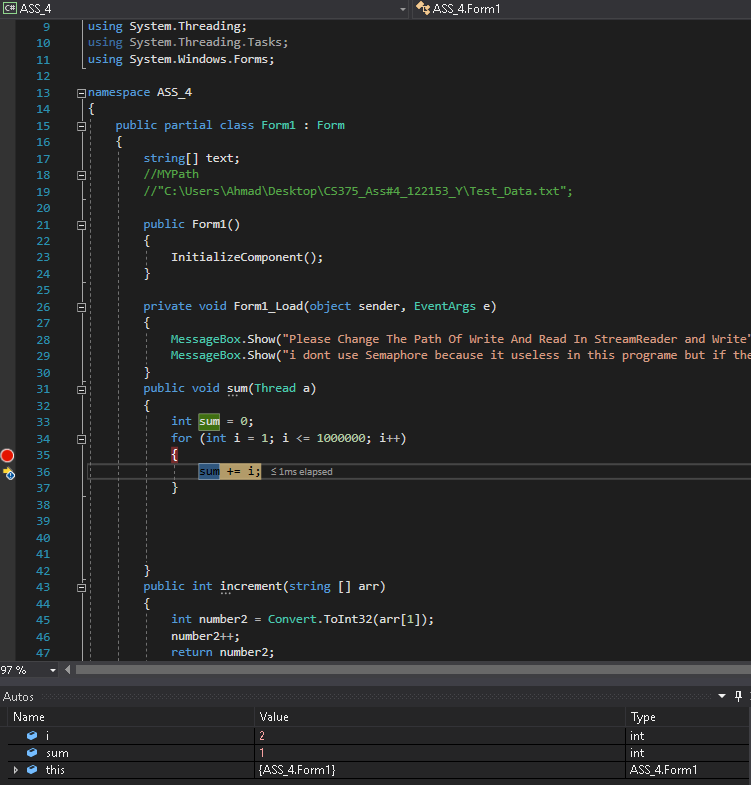 C# ASS_4 ASS_4.Form1
9 using System.Threading;
10 using System.Threading.Tasks;
11 using System.Windows.Forms;
12
13 namespace ASS_4
14 {
15 public partial class Form1 : Form
16 {
17 string[] text;
18 //MYPath
19 //"C:\Users\Ahmad\Desktop\CS375_Ass#4_122153_Y\Test_Data.txt";
20
21 public Form1()
22 {
23 InitializeComponent();
24 }
25
26 private void Form1_Load(object sender, EventArgs e)
27 {
28 MessageBox.Show("Please Change The Path Of Write And Read In StreamReader and Write
29 MessageBox.Show("i dont use Semaphore because it useless in this programe but if the
30 }
31 public void sum(Thread a)
32 {
33 int sum = 0;
34 for (int i = 1; i <= 1000000; i++)
35 {
36 sum += i; ≤ 1ms elapsed
37 }
38
39
40
41
42 }
43 public int increment(string [] arr)
44 {
45 int number2 = Convert.ToInt32(arr[1]);
46 number2++;
47 return number2;
97 %
Autos
Name Value Type
i 2 int
sum 1 int
this {ASS_4.Form1} ASS_4.Form1